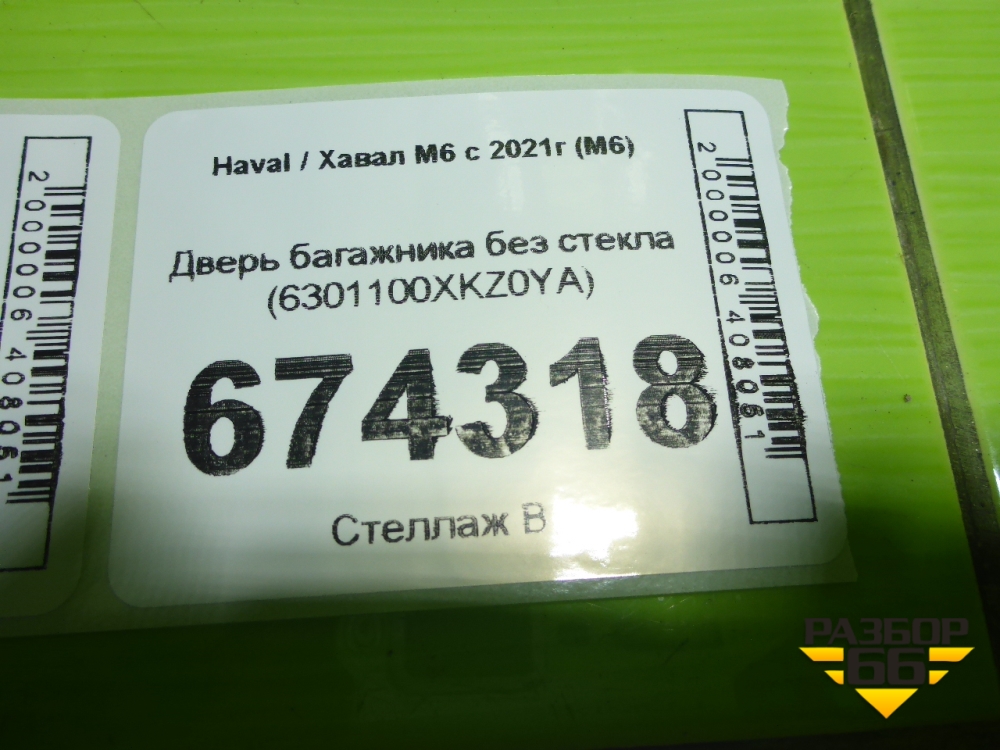 Haval / Хавал М6 с 2021г (М6)
Дверь багажника без стекла
(6301100XKZ0YA)
674318
Стеллаж В
2000006408061
2000006408061
РАЗБОР
66